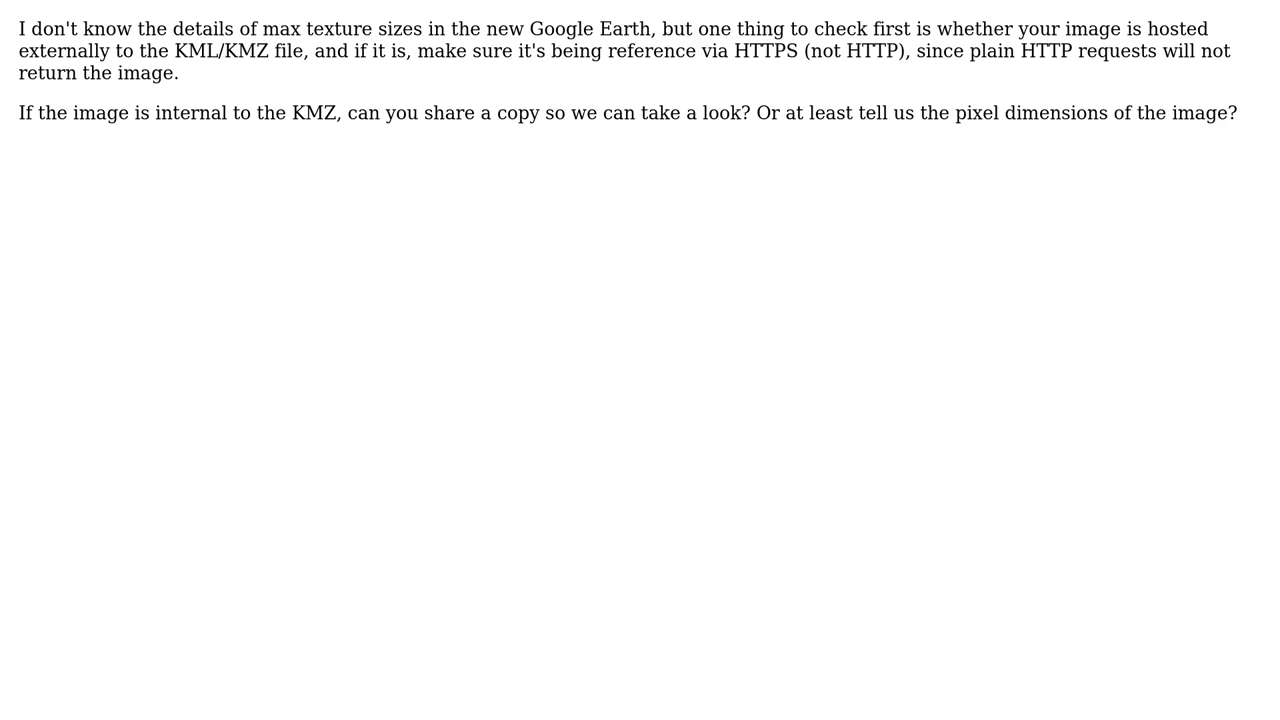 I don't know the details of max texture sizes in the new Google Earth, but one thing to check first is whether your image is hosted
externally to the KML/KMZ file, and if it is, make sure it's being reference via HTTPS (not HTTP), since plain HTTP requests will not
return the image.
If the image is internal to the KMZ, can you share a copy so we can take a look? Or at least tell us the pixel dimensions of the image?